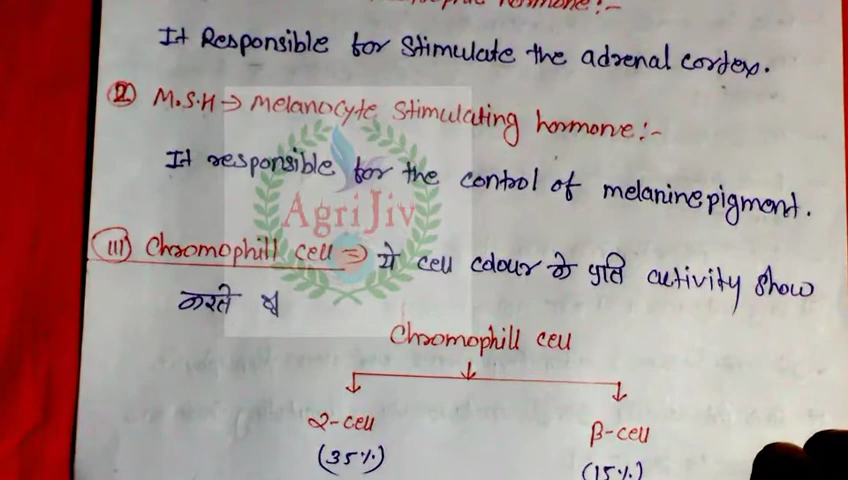 hormone:-
It Responsible for Stimulate the adrenal cortex.
② M.S.H → Melanocyte Stimulating hormone:-
It responsible for the control of melanine pigment.
AgriJiv
(III) Chromophill cell ⇒ ये cell colour के प्रति activity show
करते हैं
Chromophill cell
α-cell β-cell
(35%) (15%)